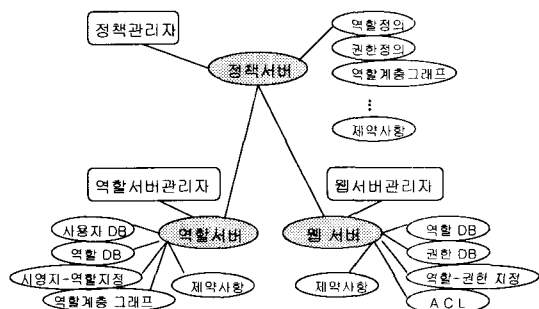 정책관리자
역할정의
권한정의
정책서버
역할계층그래프
⋮
제약사항
역할서버관리자
웹서버관리자
사용자 DB
역할서버
웹 서버
역할 DB
역할 DB
권한 DB
시영지-역할지정
제약사항
제약사항
역할-권한 지정
역할계층 그래프
A C L